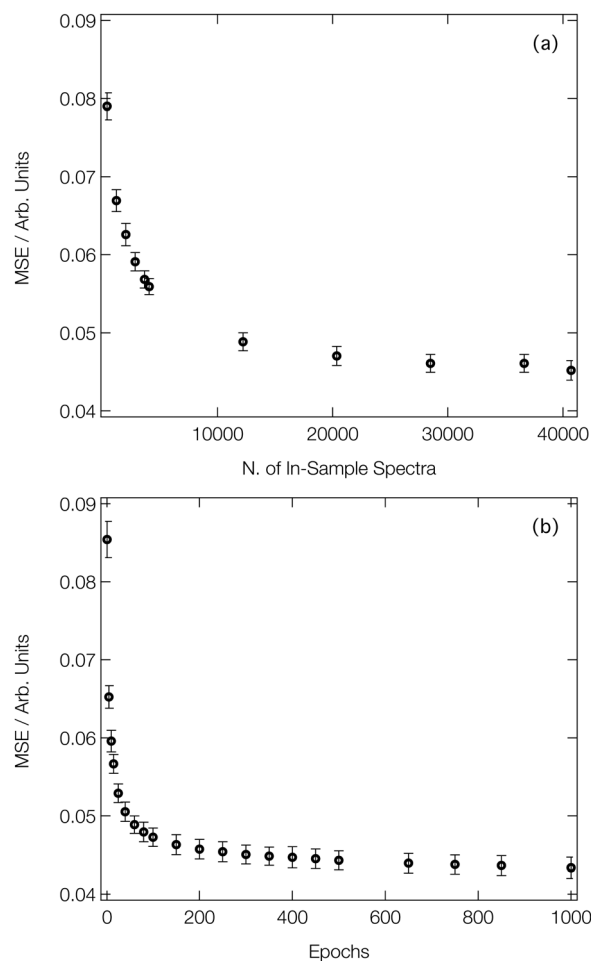 0.09
(a)
0.08
0.07
0.06
0.05
0.04
MSE / Arb. Units
10000 20000 30000 40000
N. of In-Sample Spectra
0.09
(b)
0.08
0.07
0.06
0.05
0.04
MSE / Arb. Units
0 200 400 600 800 1000
Epochs